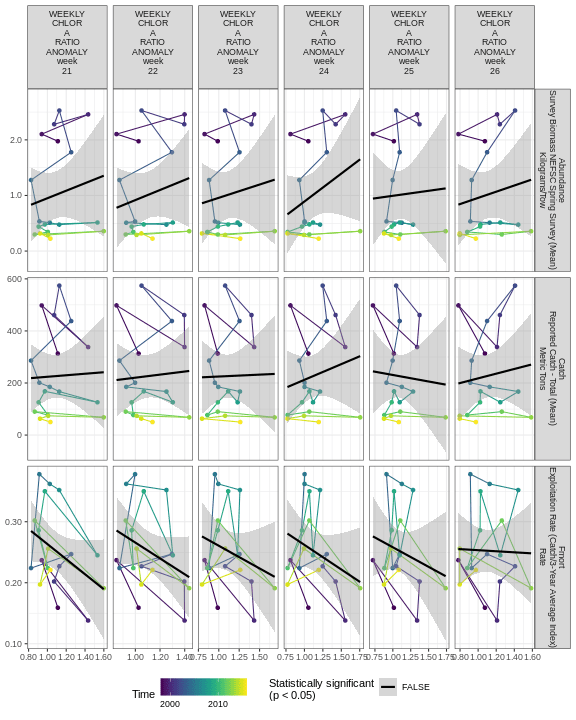 WEEKLY CHLOR A RATIO ANOMALY week 21
WEEKLY CHLOR A RATIO ANOMALY week 22
WEEKLY CHLOR A RATIO ANOMALY week 23
WEEKLY CHLOR A RATIO ANOMALY week 24
WEEKLY CHLOR A RATIO ANOMALY week 25
WEEKLY CHLOR A RATIO ANOMALY week 26
2.0
1.0
0.0
Abundance
Survey Biomass NEFSC Spring Survey (Mean)
Kilograms/Tow
600
400
200
0
Catch
Reported Catch - Total (Mean)
Metric Tons
0.30
0.20
0.10
Fmort
Exploitation Rate (Catch/3-Year Average Index)
Rate
0.80 1.00 1.20 1.40 1.60
1.00 1.20 1.40
0.75 1.00 1.25 1.50
0.75 1.00 1.25 1.50 1.75
0.75 1.00 1.25 1.50 1.75
0.80 1.00 1.20 1.40 1.60
Time
2000 2010
Statistically significant
(p < 0.05)
FALSE